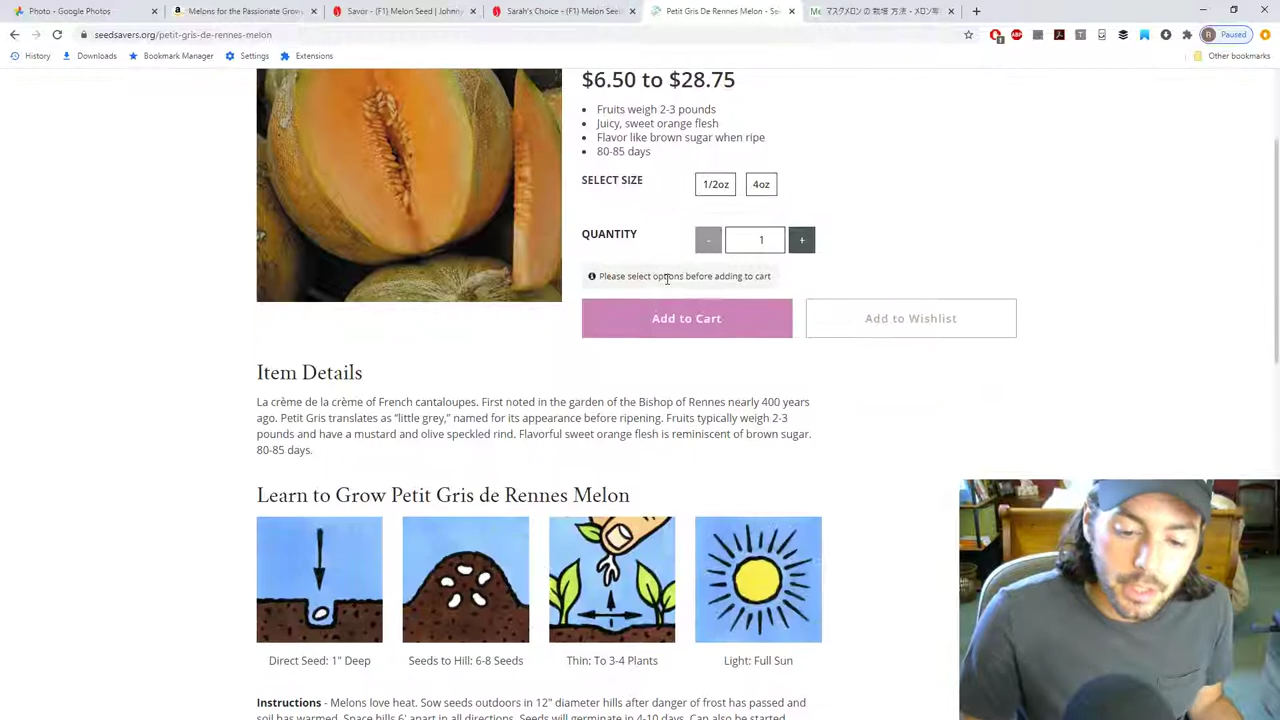 Photo - Google Photos
Melons for the Passionate Grow
Savor - (F1) Melon Seed | Johnny
Sarah's Choice - (F1) Melon See
Petit Gris De Rennes Melon - Se
マスクメロン の 栽培 方法 - メロン
seedsavers.org/petit-gris-de-rennes-melon
Paused
History
Downloads
Bookmark Manager
Settings
Extensions
Other bookmarks
$6.50 to $28.75
Fruits weigh 2-3 pounds
Juicy, sweet orange flesh
Flavor like brown sugar when ripe
80-85 days
SELECT SIZE
1/2oz
4oz
QUANTITY
-
1
+
Please select options before adding to cart
Add to Cart
Add to Wishlist
Item Details
La crème de la crème of French cantaloupes. First noted in the garden of the Bishop of Rennes nearly 400 years
ago. Petit Gris translates as “little grey,” named for its appearance before ripening. Fruits typically weigh 2-3
pounds and have a mustard and olive speckled rind. Flavorful sweet orange flesh is reminiscent of brown sugar.
80-85 days.
Learn to Grow Petit Gris de Rennes Melon
Direct Seed: 1" Deep
Seeds to Hill: 6-8 Seeds
Thin: To 3-4 Plants
Light: Full Sun
Instructions - Melons love heat. Sow seeds outdoors in 12" diameter hills after danger of frost has passed and
soil has warmed. Space hills 6' apart in all directions. Seeds will germinate in 4-10 days. Can also be started